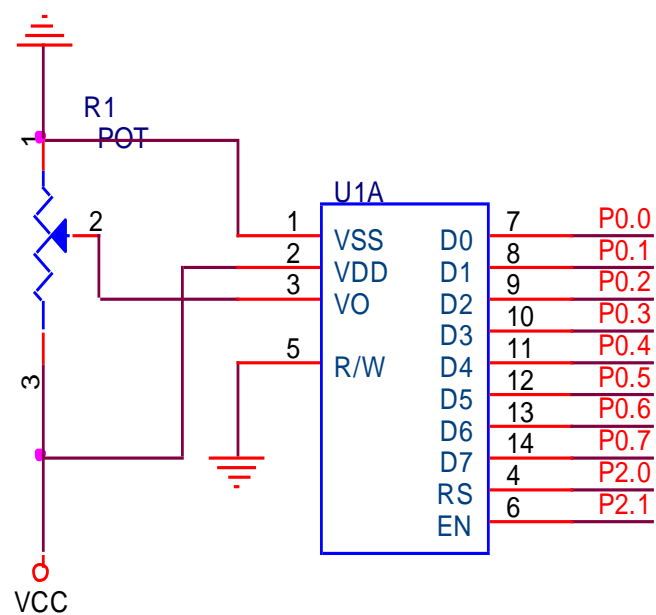 R1
POT
1
2
3
VCC
U1A
1 VSS
2 VDD
3 VO
5 R/W
D0 7 P0.0
D1 8 P0.1
D2 9 P0.2
D3 10 P0.3
D4 11 P0.4
D5 12 P0.5
D6 13 P0.6
D7 14 P0.7
RS 4 P2.0
EN 6 P2.1